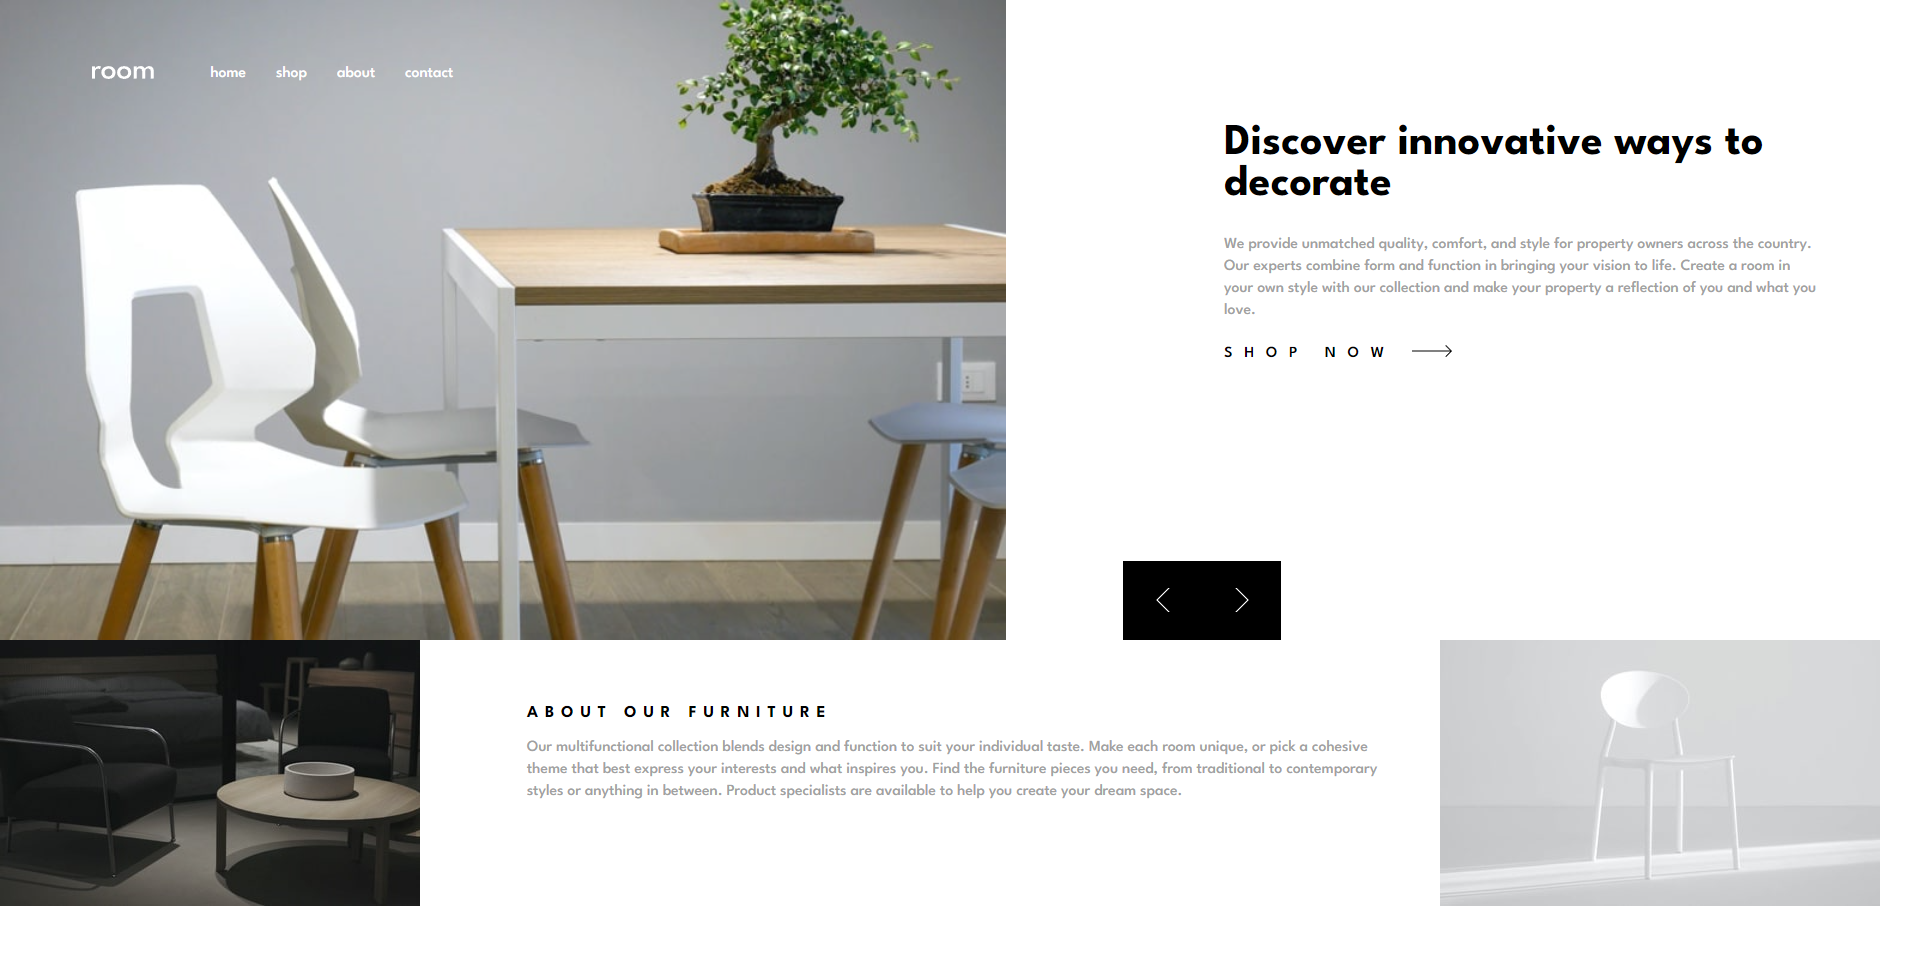 room
home shop about contact
Discover innovative ways to
decorate
We provide unmatched quality, comfort, and style for property owners across the country.
Our experts combine form and function in bringing your vision to life. Create a room in
your own style with our collection and make your property a reflection of you and what you
love.
SHOP NOW
ABOUT OUR FURNITURE
Our multifunctional collection blends design and function to suit your individual taste. Make each room unique, or pick a cohesive
theme that best express your interests and what inspires you. Find the furniture pieces you need, from traditional to contemporary
styles or anything in between. Product specialists are available to help you create your dream space.